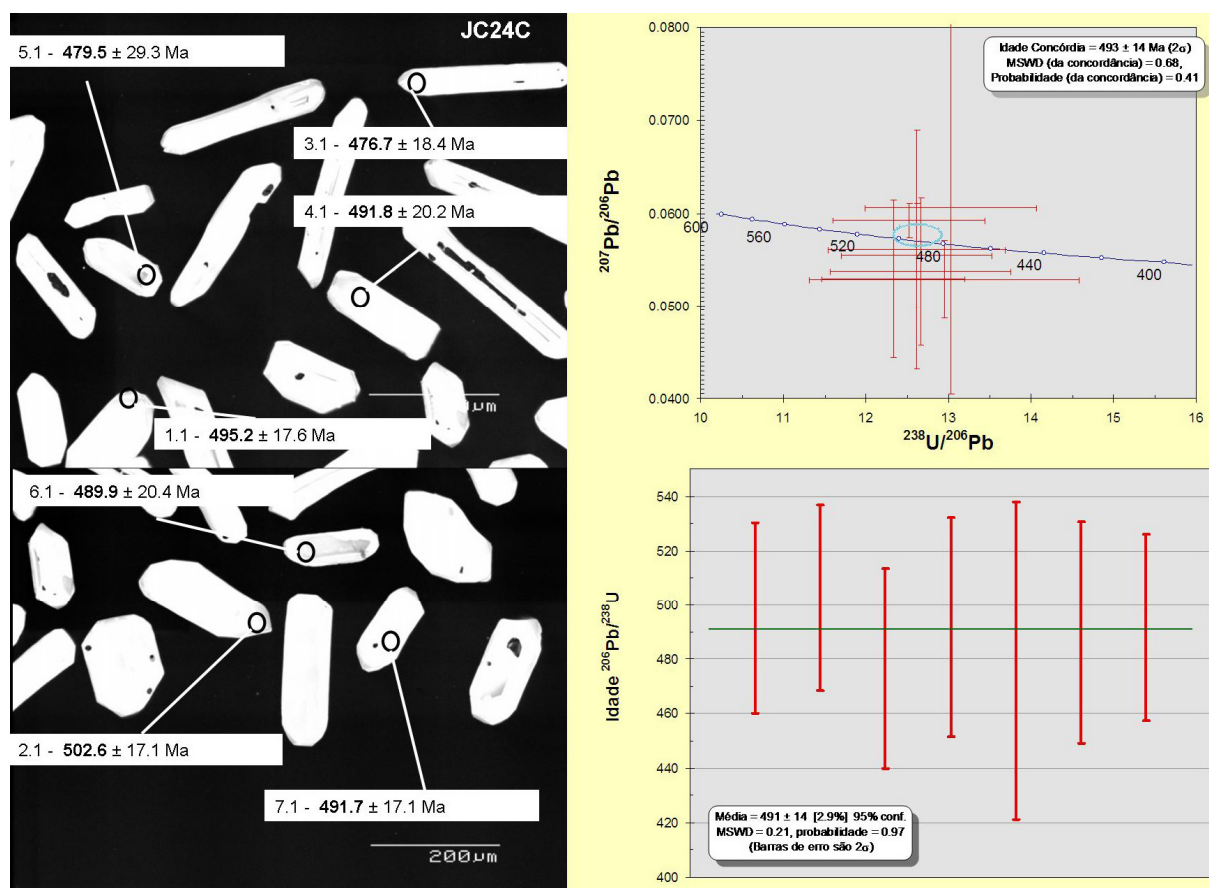 JC24C
5.1 - 479.5 ± 29.3 Ma
3.1 - 476.7 ± 18.4 Ma
4.1 - 491.8 ± 20.2 Ma
µm
1.1 - 495.2 ± 17.6 Ma
6.1 - 489.9 ± 20.4 Ma
2.1 - 502.6 ± 17.1 Ma
7.1 - 491.7 ± 17.1 Ma
200µm
0.0800
0.0700
0.0600
0.0500
0.0400
207Pb/206Pb
Idade Concórdia = 493 ± 14 Ma (2σ)
MSWD (da concordância) = 0.68,
Probabilidade (da concordância) = 0.41
600
560
520
480
440
400
10 11 12 13 14 15 16
238U/206Pb
540
520
500
480
460
440
420
400
Idade 206Pb/238U
Média = 491 ± 14 [2.9%] 95% conf.
MSWD = 0.21, probabilidade = 0.97
(Barras de erro são 2σ)